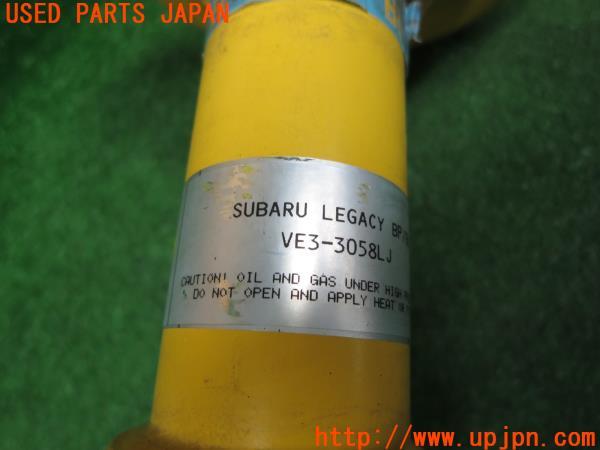 USED PARTS JAPAN
SUBARU LEGACY
VE3-3058LJ
CAUTION! OIL AND GAS UNDER HIGH
DO NOT OPEN AND APPLY HEAT OR
http://www.upjpn.com/